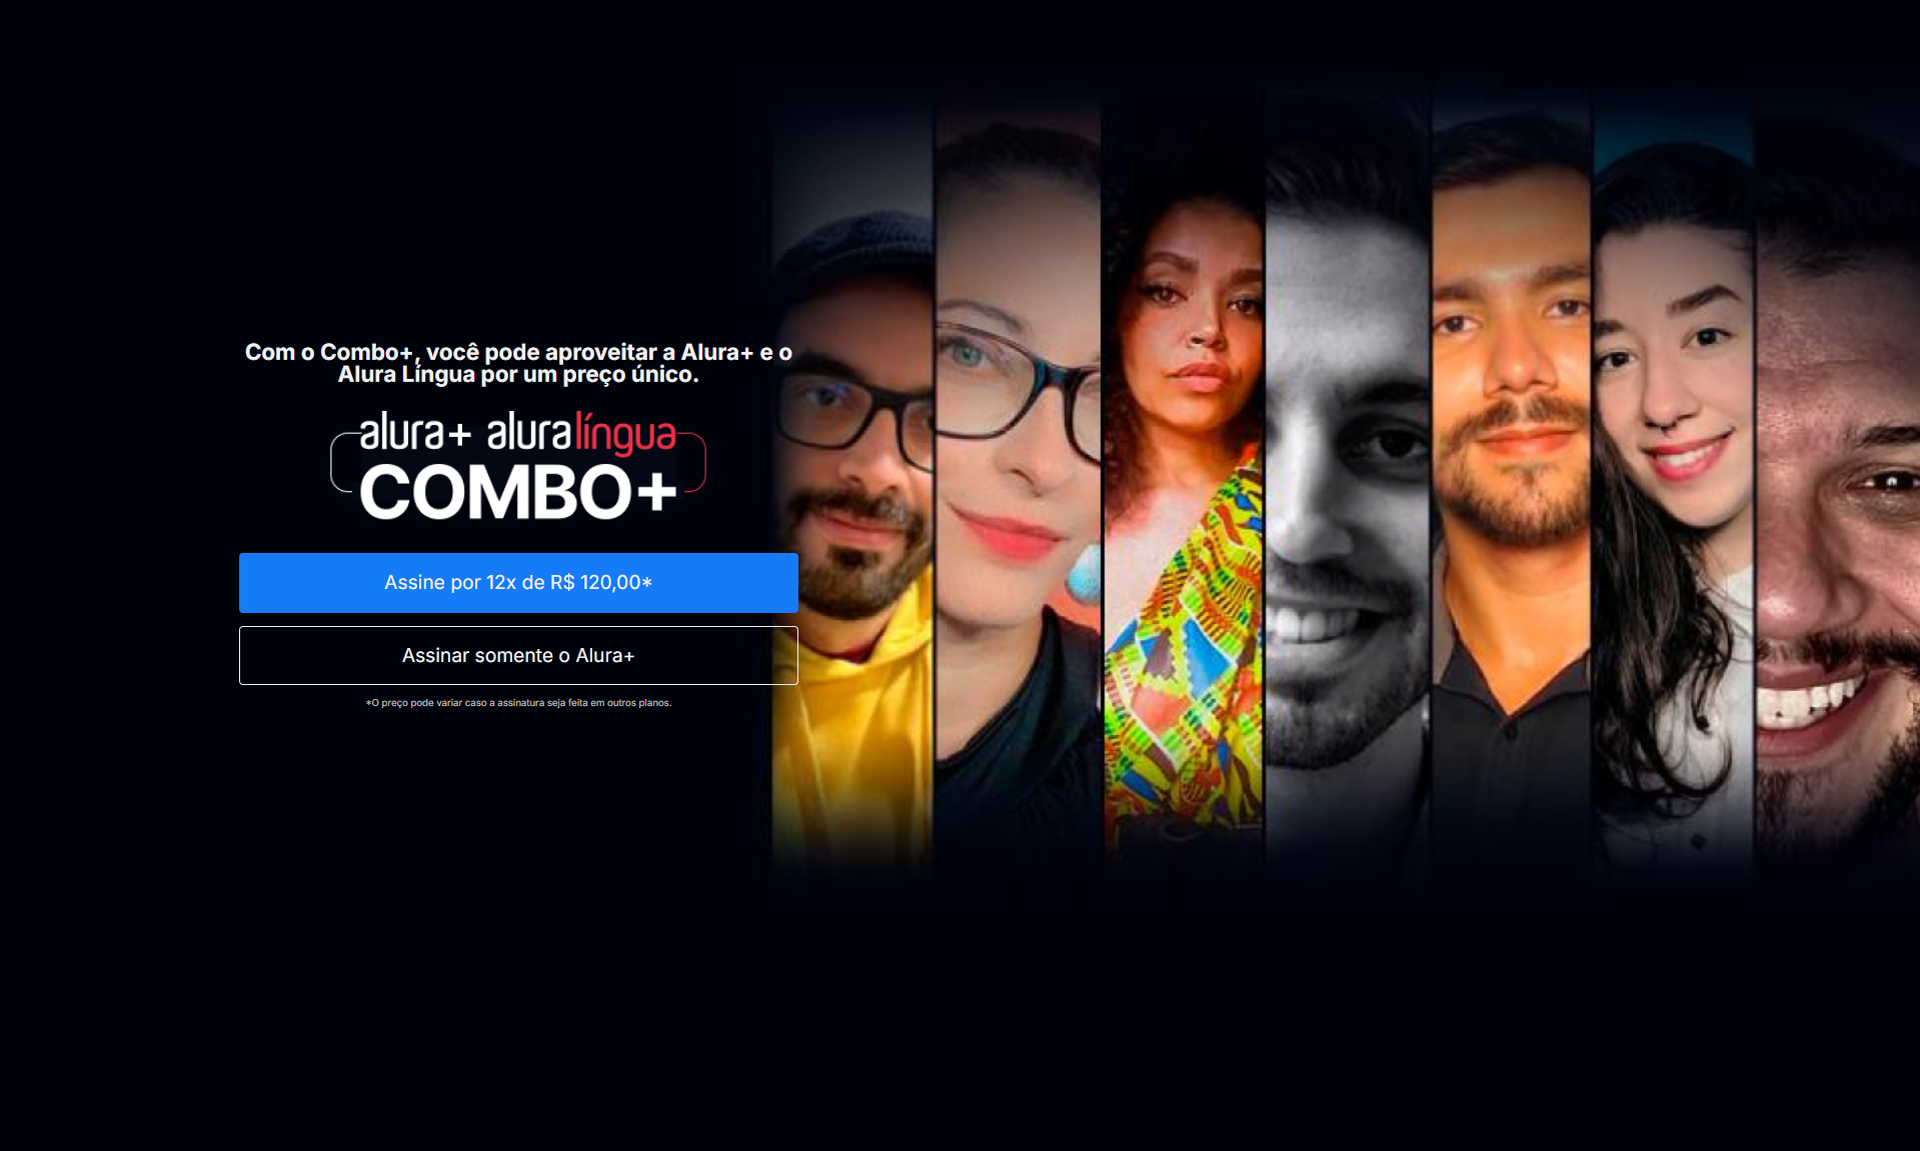 Com o Combo+, você pode aproveitar a Alura+ e o
Alura Língua por um preço único.
alura+ aluralíngua
COMBO+
Assine por 12x de R$ 120,00*
Assinar somente o Alura+
*O preço pode variar caso a assinatura seja feita em outros planos.